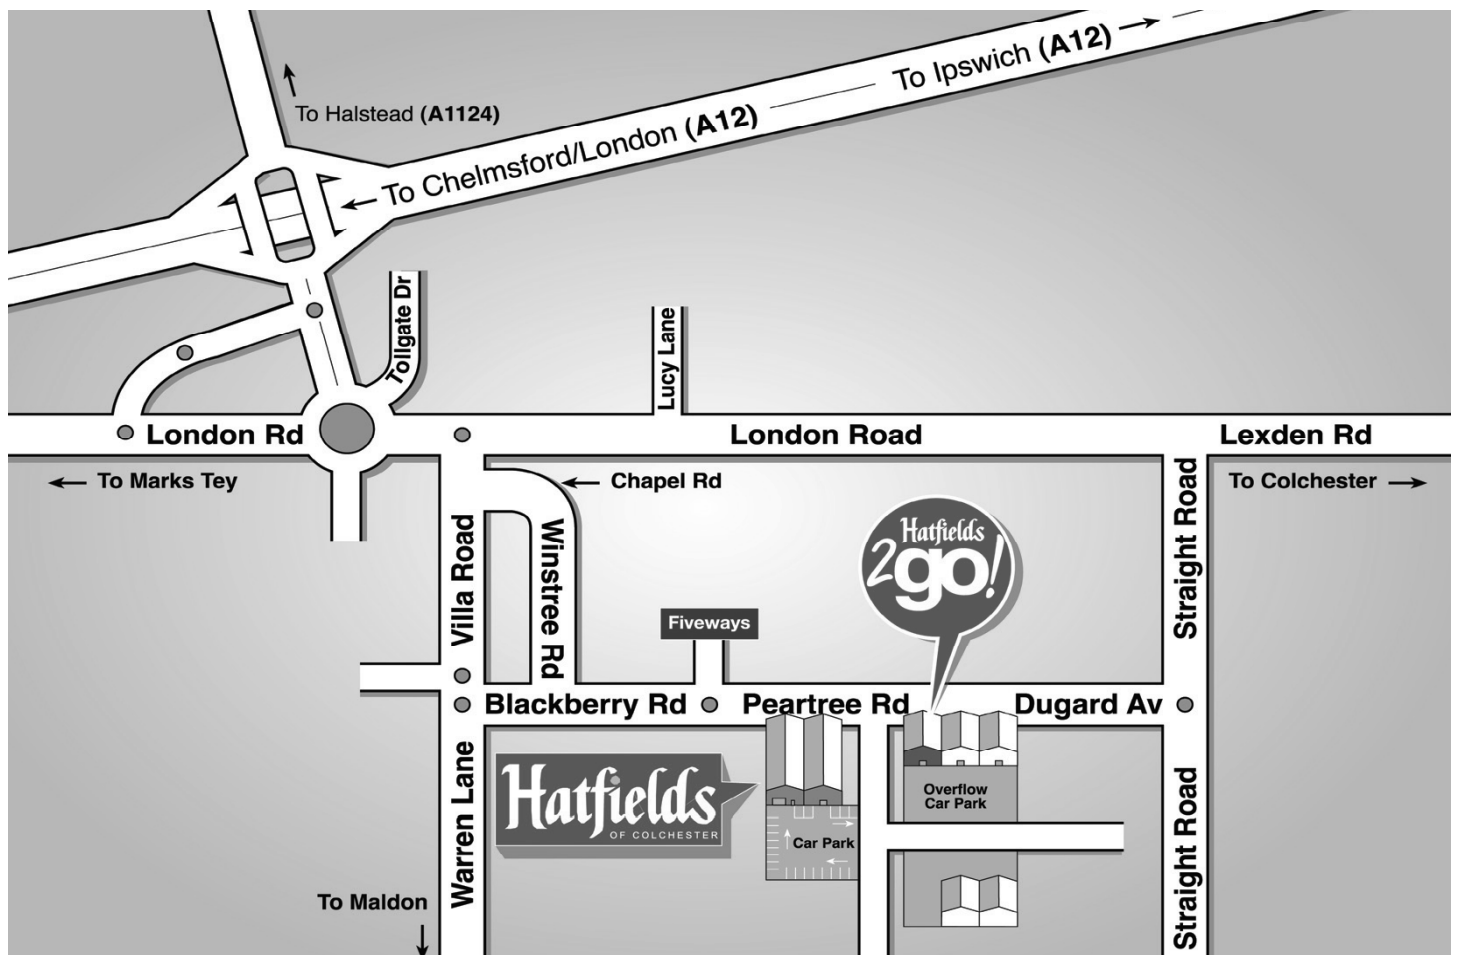 To Ipswich (A12)
To Halstead (A1124)
To Chelmsford/London (A12)
Tollgate Dr
Lucy Lane
London Rd
London Road
Lexden Rd
To Marks Tey
Chapel Rd
To Colchester
Villa Road
Winstree Rd
Straight Road
Hatfields
2go!
Fiveways
Blackberry Rd
Peartree Rd
Dugard Av
Warren Lane
Hatfields
OF COLCHESTER
Car Park
Overflow
Car Park
Straight Road
To Maldon